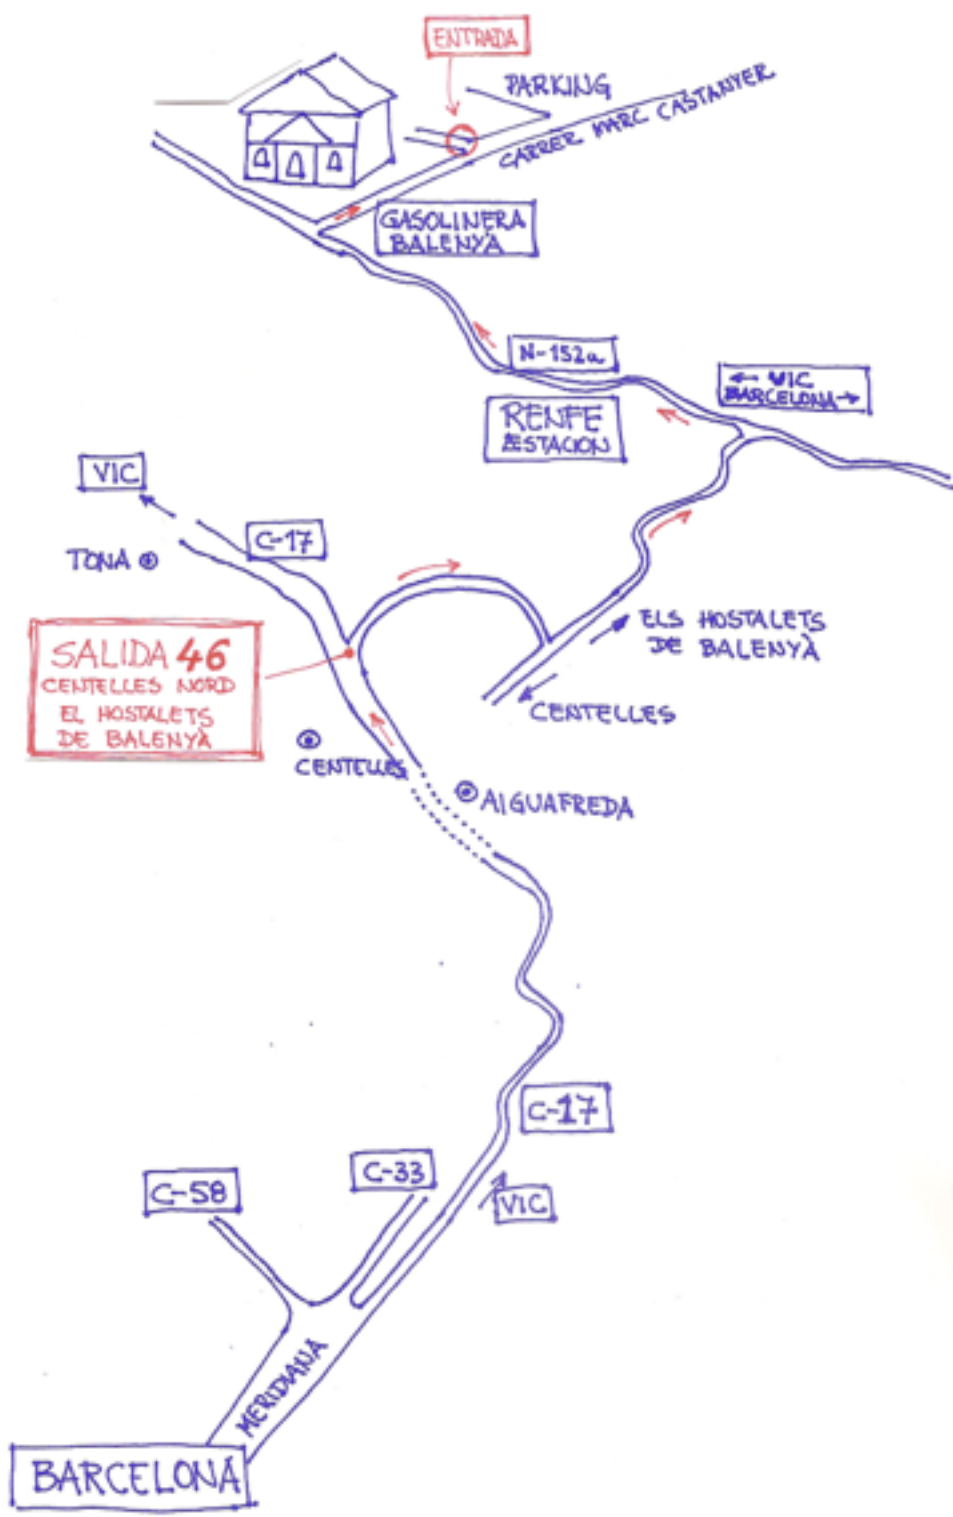 ENTRADA
PARKING
CARRER MARC CASTANYER
GASOLINERA
BALENYÀ
N-152a
← VIC
BARCELONA →
RENFE
ESTACION
VIC
C-17
TONA
SALIDA 46
CENTELLES NORD
EL HOSTALETS
DE BALENYÀ
ELS HOSTALETS
DE BALENYÀ
CENTELLES
CENTELLES
AIGUAFREDA
C-17
C-33
C-58
VIC
MERIDIANA
BARCELONA